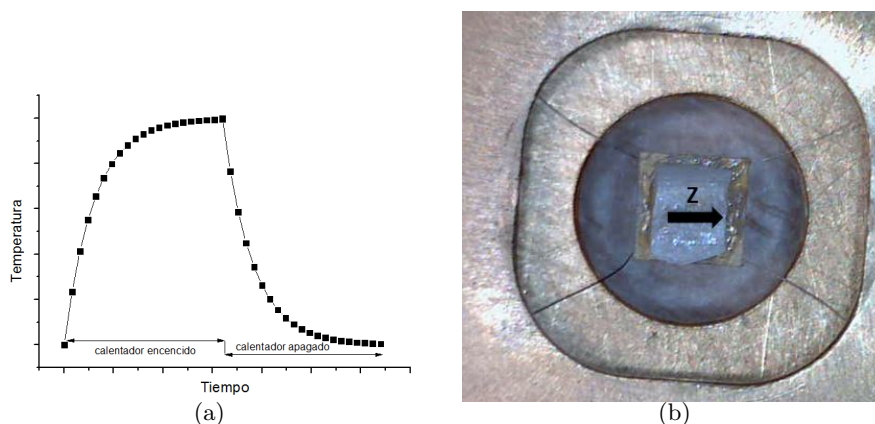 Temperatura
calentador encencido
calentador apagado
Tiempo
(a)
Z
(b)